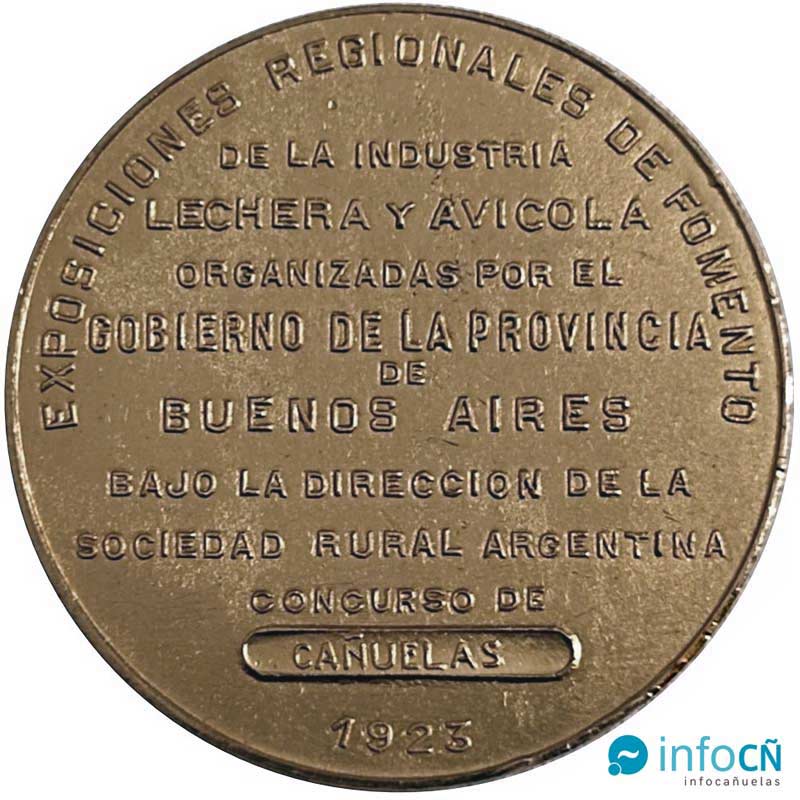 EXPOSICIONES REGIONALES DE FOMENTO
DE LA INDUSTRIA
LECHERA Y AVICOLA
ORGANIZADAS POR EL
GOBIERNO DE LA PROVINCIA
DE
BUENOS AIRES
BAJO LA DIRECCION DE LA
SOCIEDAD RURAL ARGENTINA
CONCURSO DE
CAÑUELAS
1923
infoCÑ
infocañuelas